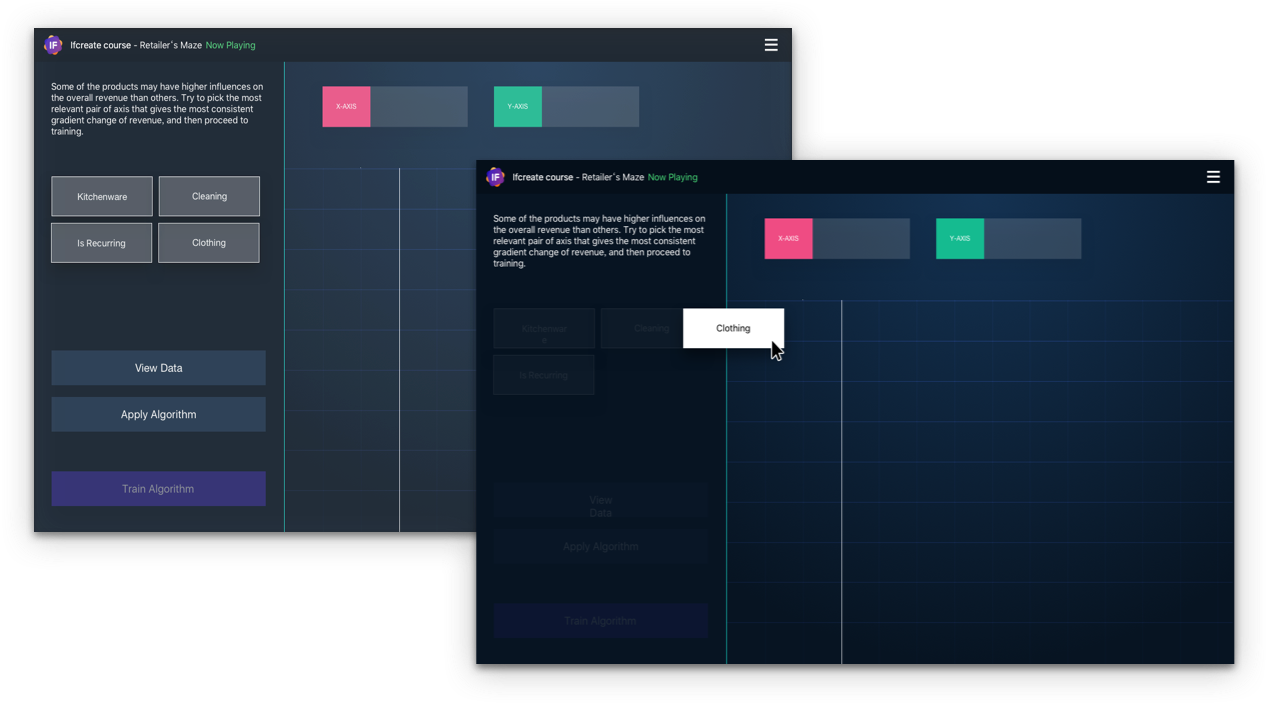 IF Ifcreate course - Retailer's Maze Now Playing
Some of the products may have higher influences on
the overall revenue than others. Try to pick the most
relevant pair of axis that gives the most consistent
gradient change of revenue, and then proceed to
training.
X-AXIS
Y-AXIS
Kitchenware
Cleaning
Is Recurring
Clothing
View Data
Apply Algorithm
Train Algorithm
IF Ifcreate course - Retailer's Maze Now Playing
Some of the products may have higher influences on
the overall revenue than others. Try to pick the most
relevant pair of axis that gives the most consistent
gradient change of revenue, and then proceed to
training.
X-AXIS
Y-AXIS
Kitchenwar
e
Cleaning
Clothing
Is Recurring
View
Data
Apply Algorithm
Train Algorithm